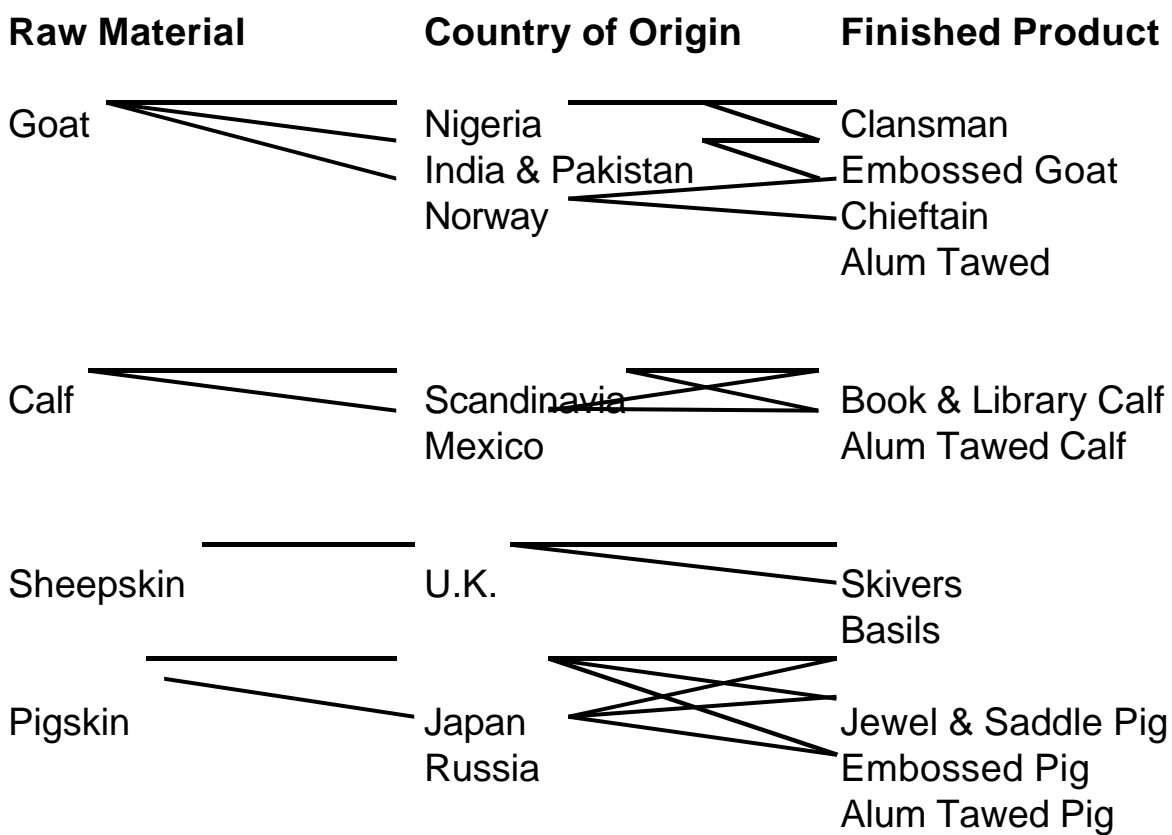 Raw Material Country of Origin Finished Product
Goat Nigeria Clansman
India & Pakistan Embossed Goat
Norway Chieftain
Alum Tawed
Calf Scandinavia Book & Library Calf
Mexico Alum Tawed Calf
Sheepskin U.K. Skivers
Basils
Pigskin Japan Jewel & Saddle Pig
Russia Embossed Pig
Alum Tawed Pig